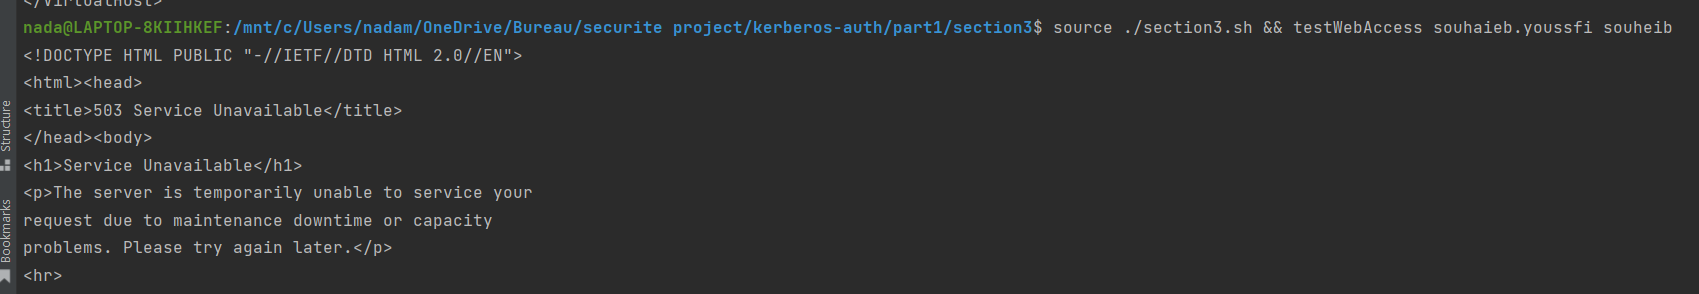 </VirtualHost>
nada@LAPTOP-8KIIHKEF:/mnt/c/Users/nadam/OneDrive/Bureau/securite project/kerberos-auth/part1/section3$ source ./section3.sh && testWebAccess souhaieb.youssfi souheib
<!DOCTYPE HTML PUBLIC "-//IETF//DTD HTML 2.0//EN">
<html><head>
<title>503 Service Unavailable</title>
</head><body>
<h1>Service Unavailable</h1>
<p>The server is temporarily unable to service your
request due to maintenance downtime or capacity
problems. Please try again later.</p>
<hr>
Structure
Bookmarks